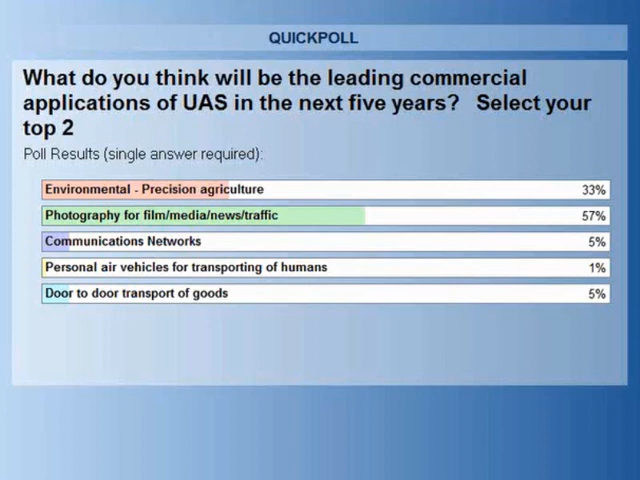 QUICKPOLL
What do you think will be the leading commercial
applications of UAS in the next five years?   Select your
top 2
Poll Results (single answer required):
Environmental - Precision agriculture 33%
Photography for film/media/news/traffic 57%
Communications Networks 5%
Personal air vehicles for transporting of humans 1%
Door to door transport of goods 5%